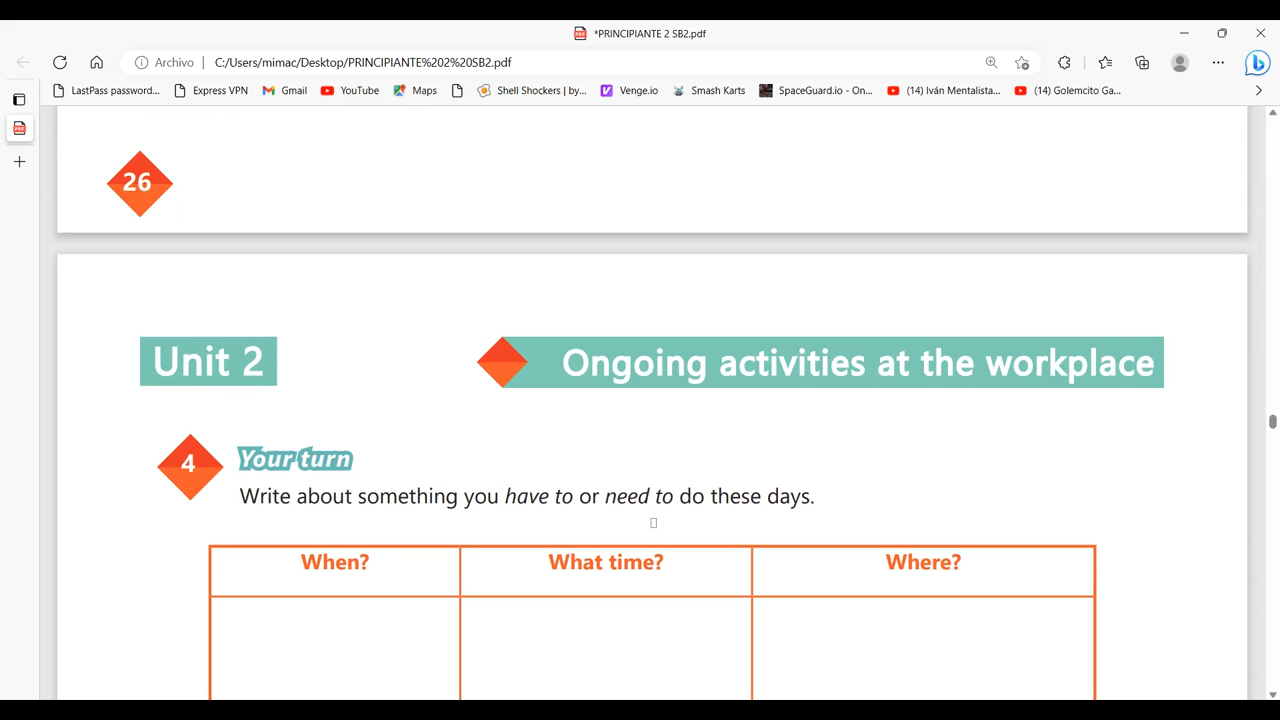 *PRINCIPIANTE 2 SB2.pdf
Archivo C:/Users/mimac/Desktop/PRINCIPIANTE%202%20SB2.pdf
LastPass password... Express VPN Gmail YouTube Maps Shell Shockers | by... Venge.io Smash Karts SpaceGuard.io - On... (14) Iván Mentalista... (14) Golemcito Ga...
26
Unit 2 Ongoing activities at the workplace
4 Your turn
Write about something you have to or need to do these days.
When? What time? Where?